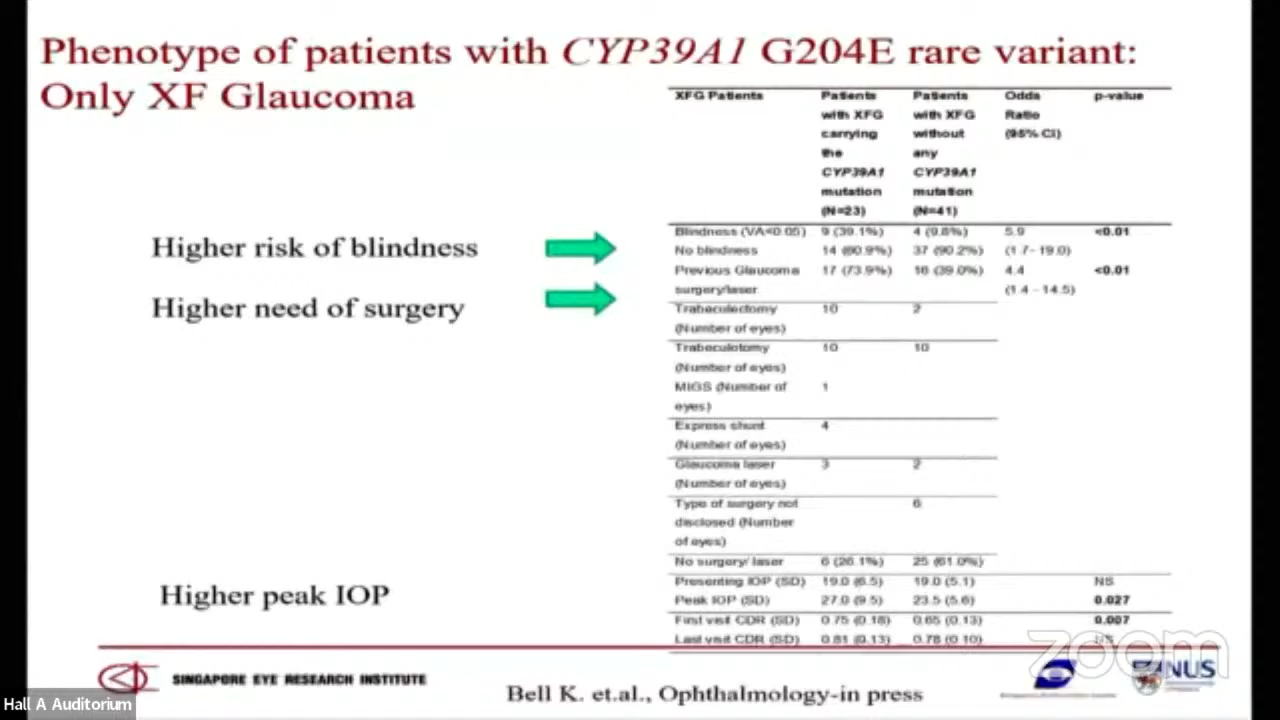 Phenotype of patients with CYP39A1 G204E rare variant:
Only XF Glaucoma
Higher risk of blindness
Higher need of surgery
Higher peak IOP
XFG Patients
Patients with XFG carrying the CYP39A1 mutation (N=23)
Patients with XFG without any CYP39A1 mutation (N=41)
Odds Ratio (95% CI)
p-value
Blindness (VA<0.05) 9 (39.1%) 4 (9.8%) 5.9 <0.01
No blindness 14 (60.9%) 37 (90.2%) (1.7- 19.0)
Previous Glaucoma 17 (73.9%) 16 (39.0%) 4.4 <0.01
surgery/laser (1.4 - 14.5)
Trabeculectomy 10 2
(Number of eyes)
Trabeculotomy 10 10
(Number of eyes)
MIGS (Number of 1
eyes)
Express shunt 4
(Number of eyes)
Glaucoma laser 3 2
(Number of eyes)
Type of surgery not 6
disclosed (Number
of eyes)
No surgery/ laser 6 (26.1%) 25 (61.0%)
Presenting IOP (SD) 19.0 (6.5) 19.0 (5.1) NS
Peak IOP (SD) 27.0 (9.5) 23.5 (5.6) 0.027
First visit CDR (SD) 0.75 (0.18) 0.65 (0.13) 0.007
Last visit CDR (SD) 0.81 (0.13) 0.78 (0.10) NS
zoom
SINGAPORE EYE RESEARCH INSTITUTE
Bell K. et.al., Ophthalmology-in press
NUS
Hall A Auditorium